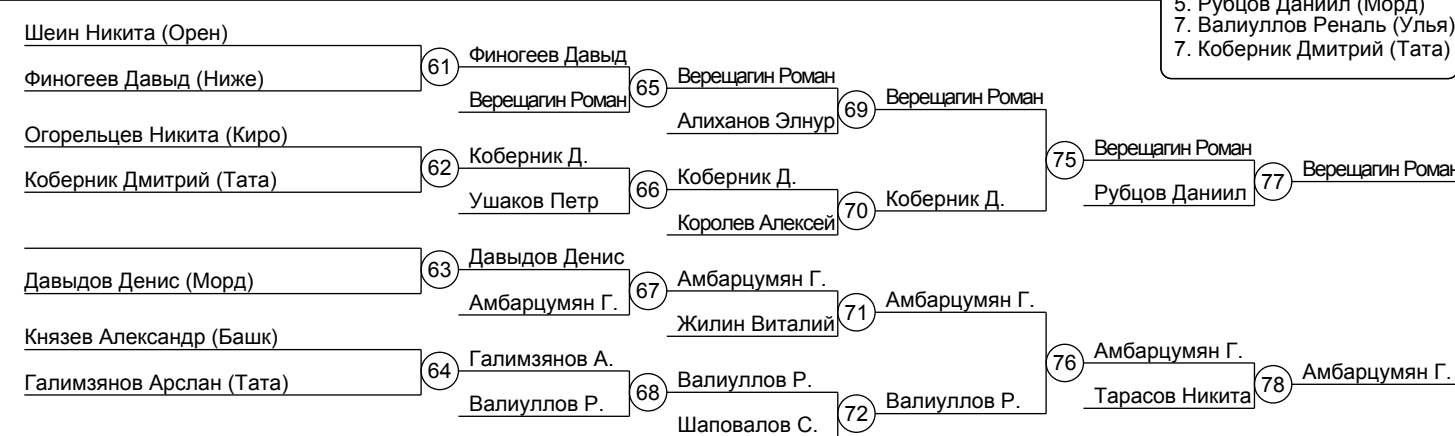 5. Рубцов Даниил (Морд)
7. Валиуллов Реналь (Улья)
7. Коберник Дмитрий (Тата)
Шеин Никита (Орен)
Финогеев Давыд (Ниже)
61
Финогеев Давыд
Верещагин Роман
65
Верещагин Роман
Алиханов Элнур
69
Верещагин Роман
Огорельцев Никита (Киро)
Коберник Дмитрий (Тата)
62
Коберник Д.
Ушаков Петр
66
Коберник Д.
Королев Алексей
70
Коберник Д.
75
Верещагин Роман
Рубцов Даниил
77
Верещагин Роман
Давыдов Денис (Морд)
63
Давыдов Денис
Амбарцумян Г.
67
Амбарцумян Г.
Жилин Виталий
71
Амбарцумян Г.
Князев Александр (Башк)
Галимзянов Арслан (Тата)
64
Галимзянов А.
Валиуллов Р.
68
Валиуллов Р.
Шаповалов С.
72
Валиуллов Р.
76
Амбарцумян Г.
Тарасов Никита
78
Амбарцумян Г.